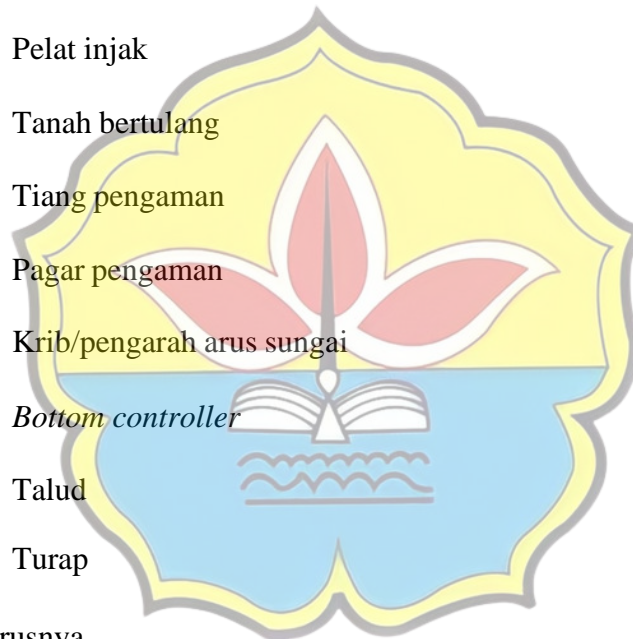 Pelat injak
Tanah bertulang
Tiang pengaman
Pagar pengaman
Krib/pengarah arus sungai
Bottom controller
Talud
Turap